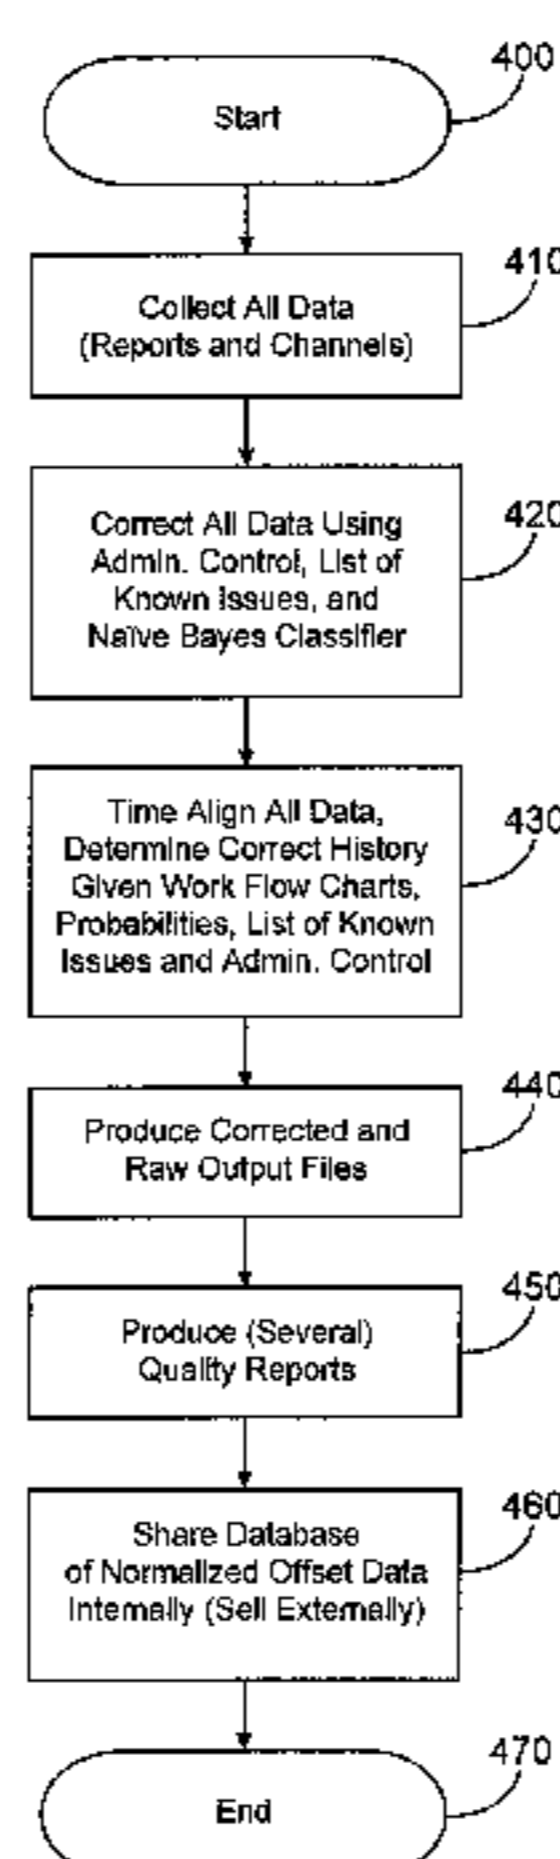 400
Start
410
Collect All Data
(Reports and Channels)
420
Correct All Data Using
Admin. Control, List of
Known Issues, and
Naïve Bayes Classifier
430
Time Align All Data,
Determine Correct History
Given Work Flow Charts,
Probabilities, List of Known
Issues and Admin. Control
440
Produce Corrected and
Raw Output Files
450
Produce (Several)
Quality Reports
460
Share Database
of Normalized Offset Data
Internally (Sell Externally)
470
End